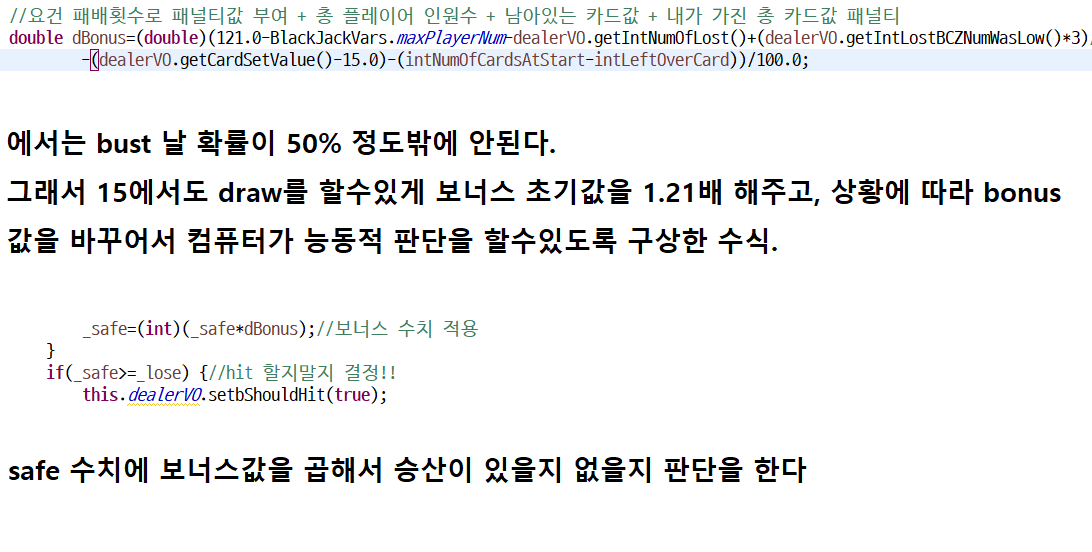 //요건 패배횟수로 패널티값 부여 + 총 플레이어 인원수 + 남아있는 카드값 + 내가 가진 총 카드값 패널티
double dBonus=(double)(121.0-BlackJackVars.maxPlayerNum-dealerVO.getIntNumOfLost()+(dealerVO.getIntLostBCZNumWasLow()*3)
-(dealerVO.getCardSetValue()-15.0)-(intNumOfCardsAtStart-intLeftOverCard))/100.0;
에서는 bust 날 확률이 50% 정도밖에 안된다.
그래서 15에서도 draw를 할수있게 보너스 초기값을 1.21배 해주고, 상황에 따라 bonus
값을 바꾸어서 컴퓨터가 능동적 판단을 할수있도록 구상한 수식.
_safe=(int)(_safe*dBonus);//보너스 수치 적용
}
if(_safe>=_lose) {//hit 할지말지 결정!!
this.dealerVO.setbShouldHit(true);
safe 수치에 보너스값을 곱해서 승산이 있을지 없을지 판단을 한다